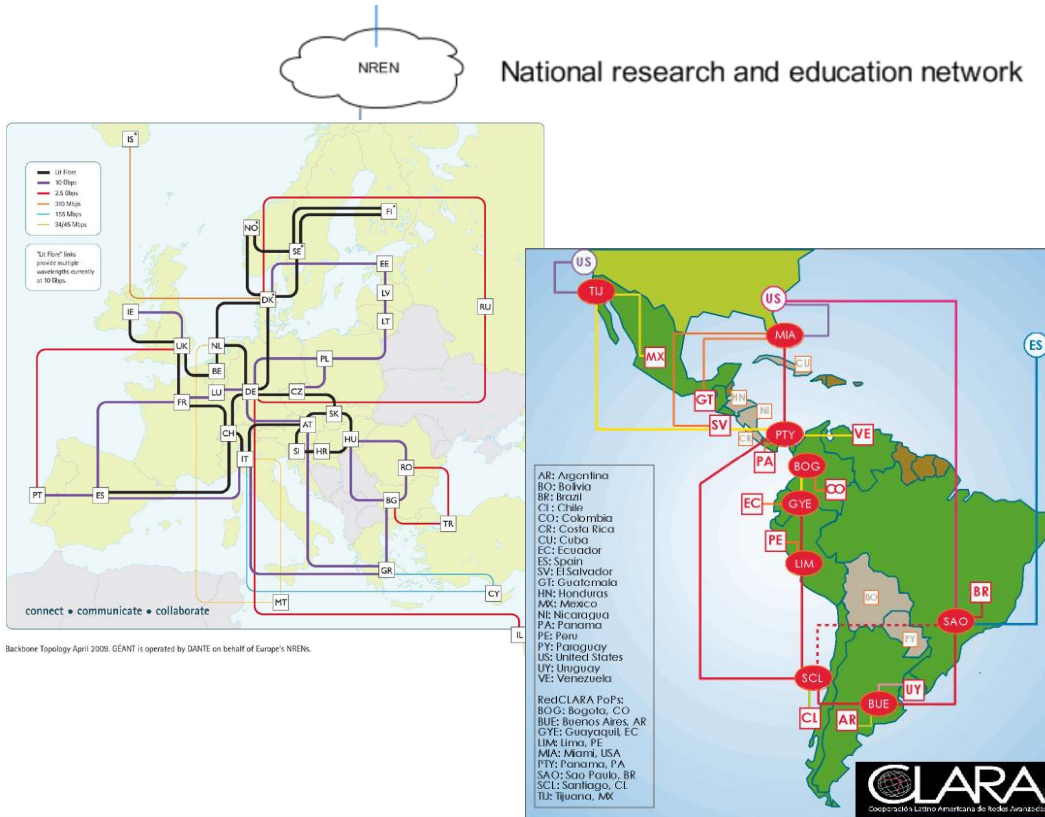 NREN
National research and education network
Lit Fibre
10 Gbps
2.5 Gbps
310 Mbps
155 Mbps
34/45 Mbps
"Lit Fibre" links
provide multiple
wavelengths currently
at 10 Gbps.
IS*
NO*
SE*
FI*
EE
LV
LT
DK*
RU
IE
UK
NL
BE
PL
LU
DE
CZ
FR
SK
CH
AT
HU
IT
SI
HR
RO
PT
ES
BG
TR
GR
CY
MT
IL
connect • communicate • collaborate
Backbone Topology April 2009. GÉANT is operated by DANTE on behalf of Europe's NRENs.
US
TIJ
US
MIA
ES
MX
CU
GT
HN
SV
NI
CR
PTY
VE
PA
BOG
CO
EC
GYE
PE
LIM
BO
BR
SAO
PY
SCL
UY
BUE
CL
AR
AR: Argentina
BO: Bolivia
BR: Brazil
CL: Chile
CO: Colombia
CR: Costa Rica
CU: Cuba
EC: Ecuador
ES: Spain
SV: El Salvador
GT: Guatemala
HN: Honduras
MX: Mexico
NI: Nicaragua
PA: Panama
PE: Peru
PY: Paraguay
US: United States
UY: Uruguay
VE: Venezuela
RedCLARA PoPs:
BOG: Bogota, CO
BUE: Buenos Aires, AR
GYE: Guayaquil, EC
LIM: Lima, PE
MIA: Miami, USA
PTY: Panama, PA
SAO: Sao Paulo, BR
SCL: Santiago, CL
TIJ: Tijuana, MX
CLARA
Cooperación Latino Americana de Redes Avanzadas